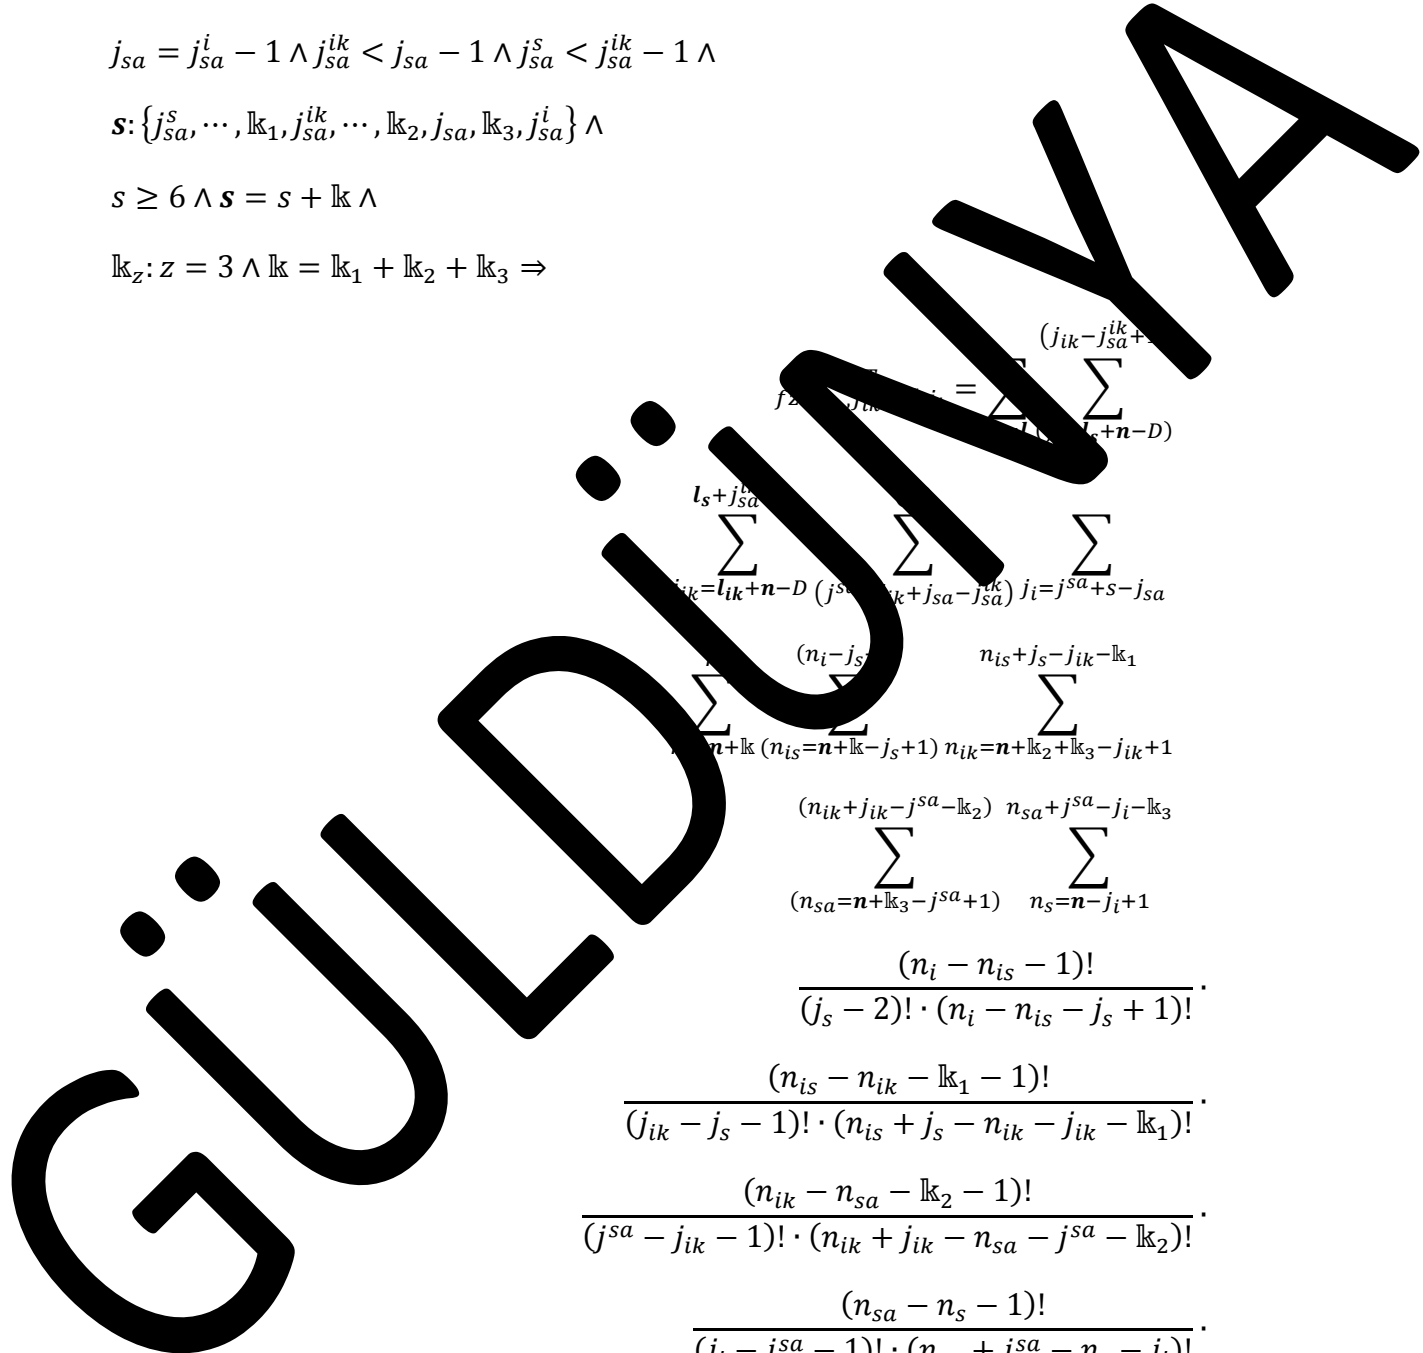 j_{sa} = j_{sa}^{i} − 1 ∧ j_{sa}^{ik} < j_{sa} − 1 ∧ j_{sa}^{s} < j_{sa}^{ik} − 1 ∧
s: {j_{sa}^{s}, ⋯ , 𝕜_1, j_{sa}^{ik}, ⋯ , 𝕜_2, j_{sa}, 𝕜_3, j_{sa}^{i}} ∧
s ≥ 6 ∧ s = s + 𝕜 ∧
𝕜_z: z = 3 ∧ 𝕜 = 𝕜_1 + 𝕜_2 + 𝕜_3 ⇒
(j_{ik}−j_{sa}^{ik}+
= ∑ ∑
+n−D)
l_s+j_{sa}
∑ ∑ ∑
=l_{ik}+n−D +j_{sa}−j_{sa}^{ik}) j_i=j^{sa}+s−j_{sa}
(n_i−j_s n_{is}+j_s−j_{ik}−𝕜_1
∑ ∑ ∑
n+𝕜 (n_{is}=n+𝕜−j_s+1) n_{ik}=n+𝕜_2+𝕜_3−j_{ik}+1
(n_{ik}+j_{ik}−j^{sa}−𝕜_2) n_{sa}+j^{sa}−j_i−𝕜_3
∑ ∑
(n_{sa}=n+𝕜_3−j^{sa}+1) n_s=n−j_i+1
(n_i − n_{is} − 1)!
(j_s − 2)! · (n_i − n_{is} − j_s + 1)! ·
(n_{is} − n_{ik} − 𝕜_1 − 1)!
(j_{ik} − j_s − 1)! · (n_{is} + j_s − n_{ik} − j_{ik} − 𝕜_1)! ·
(n_{ik} − n_{sa} − 𝕜_2 − 1)!
(j^{sa} − j_{ik} − 1)! · (n_{ik} + j_{ik} − n_{sa} − j^{sa} − 𝕜_2)! ·
(n_{sa} − n_s − 1)! ·
GÜLDÜNYA